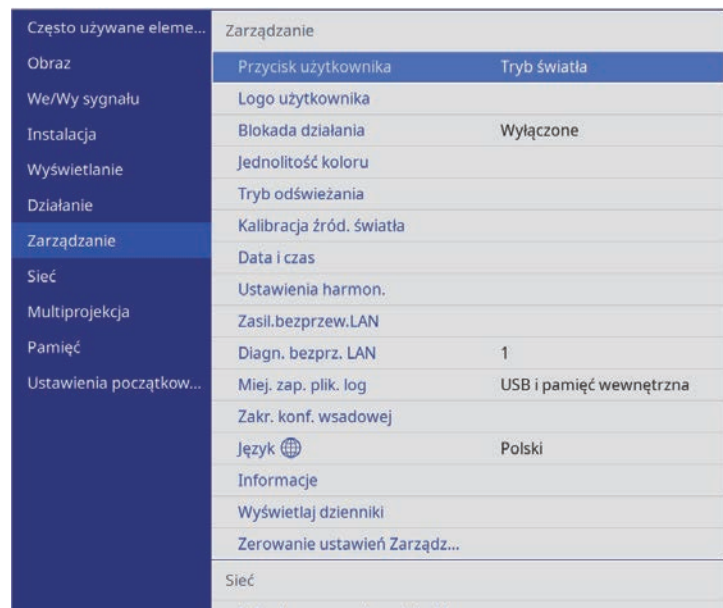 Często używane eleme...
Obraz
We/Wy sygnału
Instalacja
Wyświetlanie
Działanie
Zarządzanie
Sieć
Multiprojekcja
Pamięć
Ustawienia początkow...
Zarządzanie
Przycisk użytkownika Tryb światła
Logo użytkownika
Blokada działania Wyłączone
Jednolitość koloru
Tryb odświeżania
Kalibracja źród. światła
Data i czas
Ustawienia harmon.
Zasil.bezprzew.LAN
Diagn. bezprz. LAN 1
Miej. zap. plik. log USB i pamięć wewnętrzna
Zakr. konf. wsadowej
Język Polski
Informacje
Wyświetlaj dzienniki
Zerowanie ustawień Zarządz...
Sieć